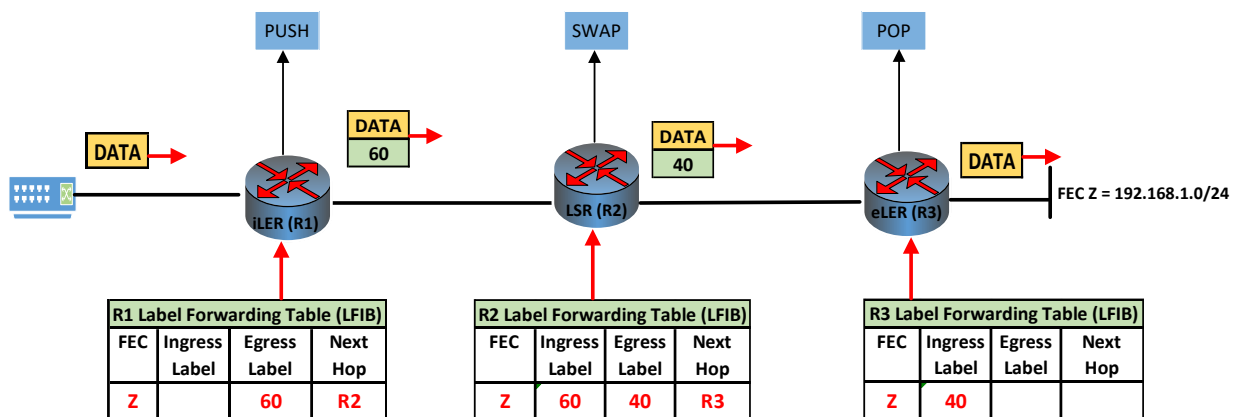 PUSH
SWAP
POP
DATA
DATA
60
DATA
40
DATA
iLER (R1)
LSR (R2)
eLER (R3)
FEC Z = 192.168.1.0/24
R1 Label Forwarding Table (LFIB)
FEC Ingress Label Egress Label Next Hop
Z 60 R2
R2 Label Forwarding Table (LFIB)
FEC Ingress Label Egress Label Next Hop
Z 60 40 R3
R3 Label Forwarding Table (LFIB)
FEC Ingress Label Egress Label Next Hop
Z 40